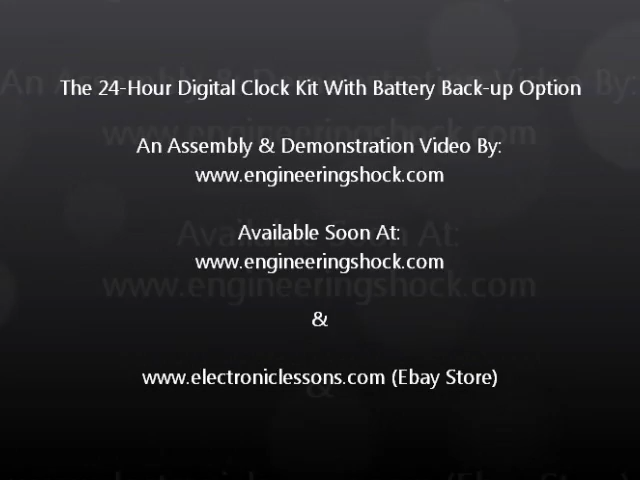 The 24-Hour Digital Clock Kit With Battery Back-up Option
An Assembly & Demonstration Video By:
www.engineeringshock.com
Available Soon At:
www.engineeringshock.com
&
www.electroniclessons.com (Ebay Store)